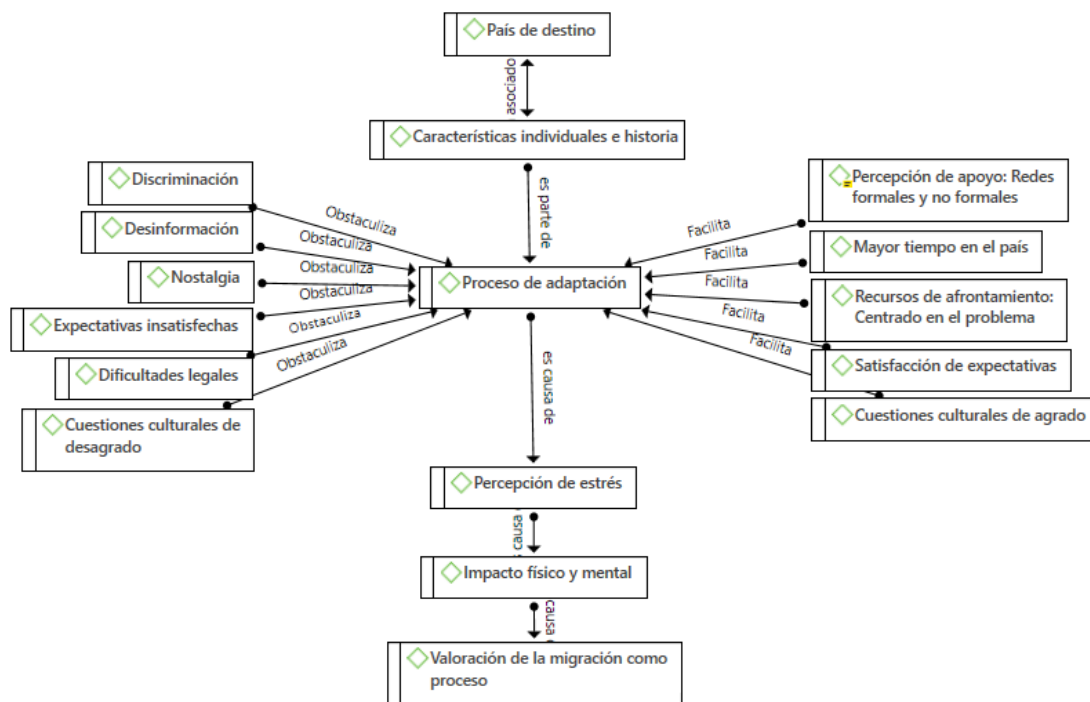 País de destino
asociado
Características individuales e historia
es parte de
Discriminación
Desinformación
Nostalgia
Expectativas insatisfechas
Dificultades legales
Cuestiones culturales de
desagrado
Obstaculiza
Obstaculiza
Obstaculiza
Obstaculiza
Obstaculiza
Obstaculiza
Proceso de adaptación
Facilita
Facilita
Facilita
Facilita
Facilita
Percepción de apoyo: Redes
formales y no formales
Mayor tiempo en el país
Recursos de afrontamiento:
Centrado en el problema
Satisfacción de expectativas
Cuestiones culturales de agrado
es causa de
Percepción de estrés
causa
Impacto físico y mental
causa
Valoración de la migración como
proceso